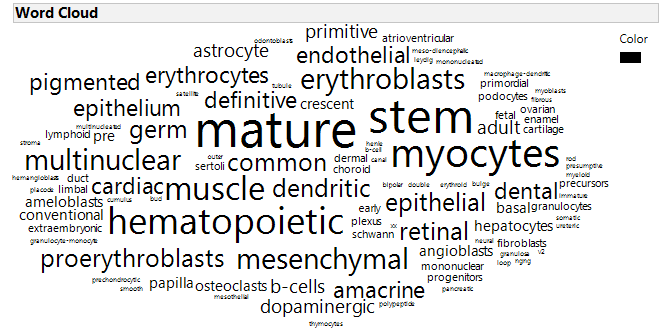 Word Cloud
Color
primitive
odontoblasts
atrioventricular
astrocyte
endothelial
meso-diencephalic
leydig mononucleated
pigmented
erythrocytes
tubule
erythroblasts
macrophage-dendritic
primordial
satellite
podocytes
myoblasts
fibrous
epithelium
definitive
crescent
fetal
ovarian
enamel
multinucleated
lymphoid
pre
germ
mature
stem
adult
cartilage
stroma
multinuclear
outer
sertoli
common
dermal
choroid
henle
b-cell
canal
myocytes
rod
presumptive
myeloid
hemangioblasts
duct
placode
limbal
cardiac
muscle
dendritic
bipolar
double
erythroid
bulge
dental
precursors
immature
ameloblasts
cumulus
bud
conventional
extraembryonic
granulocyte-monocyte
hematopoietic
early
plexus
schwann
xx
epithelial
basal
granulocytes
somatic
ureteric
retinal
hepatocytes
neural
fibroblasts
proerythroblasts
mesenchymal
angioblasts
granulosa
v2
loop
ngng
mononuclear
progenitors
prechondrocytic
smooth
papilla
osteoclasts
b-cells
amacrine
pancreatic
mesothelial
dopaminergic
polypeptide
thymocytes